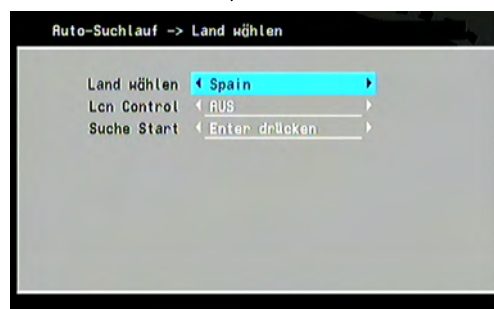 Auto-Suchlauf -> Land wählen
Land wählen Spain
Lcn Control AUS
Suche Start Enter drücken